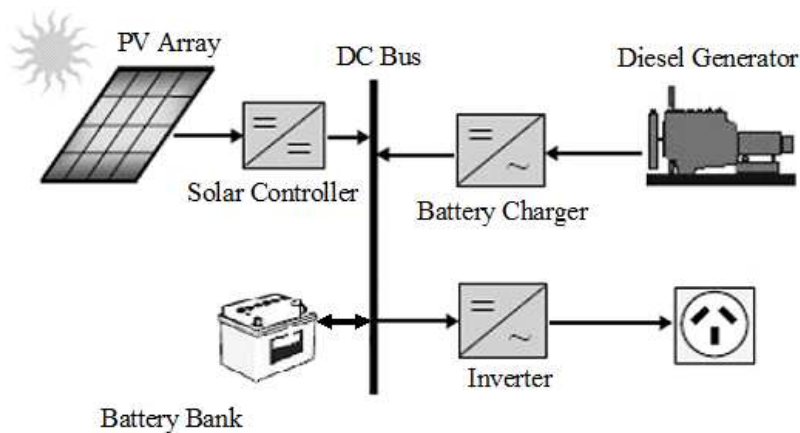 PV Array
DC Bus
Diesel Generator
Solar Controller
Battery Charger
Inverter
Battery Bank